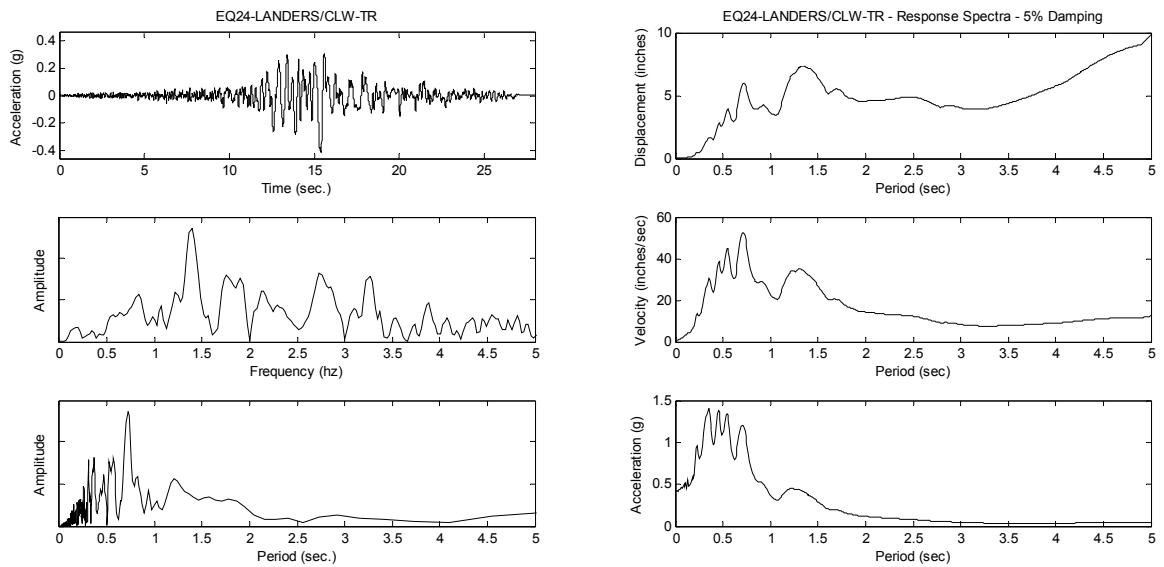 EQ24-LANDERS/CLW-TR
0.4
0.2
0
-0.2
-0.4
Acceleration (g)
0 5 10 15 20 25
Time (sec.)
Amplitude
0 0.5 1 1.5 2 2.5 3 3.5 4 4.5 5
Frequency (hz)
Amplitude
0 0.5 1 1.5 2 2.5 3 3.5 4 4.5 5
Period (sec.)
EQ24-LANDERS/CLW-TR - Response Spectra - 5% Damping
10
5
0
Displacement (inches)
0 0.5 1 1.5 2 2.5 3 3.5 4 4.5 5
Period (sec)
60
40
20
0
Velocity (inches/sec)
0 0.5 1 1.5 2 2.5 3 3.5 4 4.5 5
Period (sec)
1.5
1
0.5
0
Acceleration (g)
0 0.5 1 1.5 2 2.5 3 3.5 4 4.5 5
Period (sec)